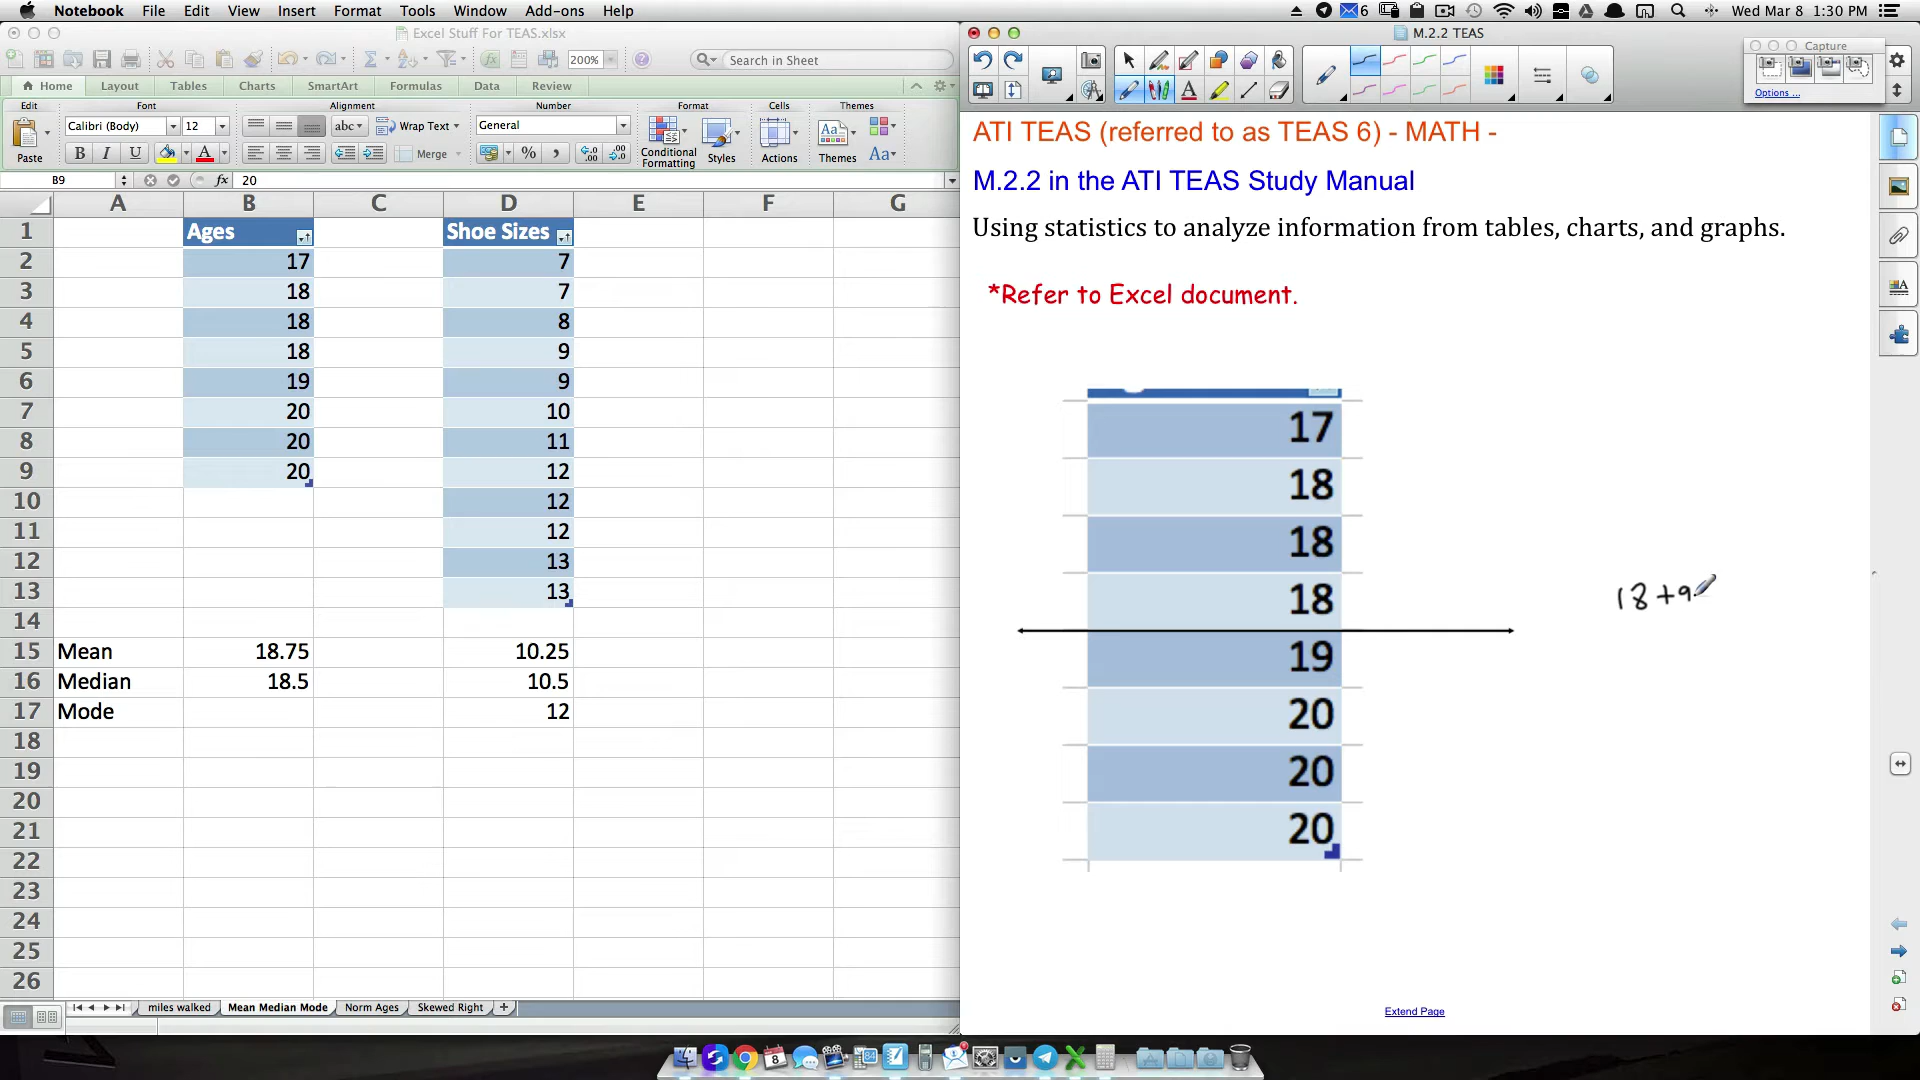 Notebook File Edit View Insert Format Tools Window Add-ons Help 6 Wed Mar 8 1:30 PM
Excel Stuff For TEAS.xlsx
200% Search in Sheet
Home Layout Tables Charts SmartArt Formulas Data Review
Edit Font Alignment Number Format Cells Themes
Calibri (Body) 12 abc Wrap Text General
Paste B I U A Merge % , Conditional Formatting Styles Actions Themes Aa
B9 fx 20
A B C D E F G
1 Ages Shoe Sizes
2 17 7
3 18 7
4 18 8
5 18 9
6 19 9
7 20 10
8 20 11
9 20 12
10 12
11 12
12 13
13 13
14
15 Mean 18.75 10.25
16 Median 18.5 10.5
17 Mode 12
18
19
20
21
22
23
24
25
26
miles walked Mean Median Mode Norm Ages Skewed Right +
M.2.2 TEAS
Capture
Options ...
ATI TEAS (referred to as TEAS 6) - MATH -
M.2.2 in the ATI TEAS Study Manual
Using statistics to analyze information from tables, charts, and graphs.
*Refer to Excel document.
17
18
18
18
19
20
20
20
18+9
Extend Page